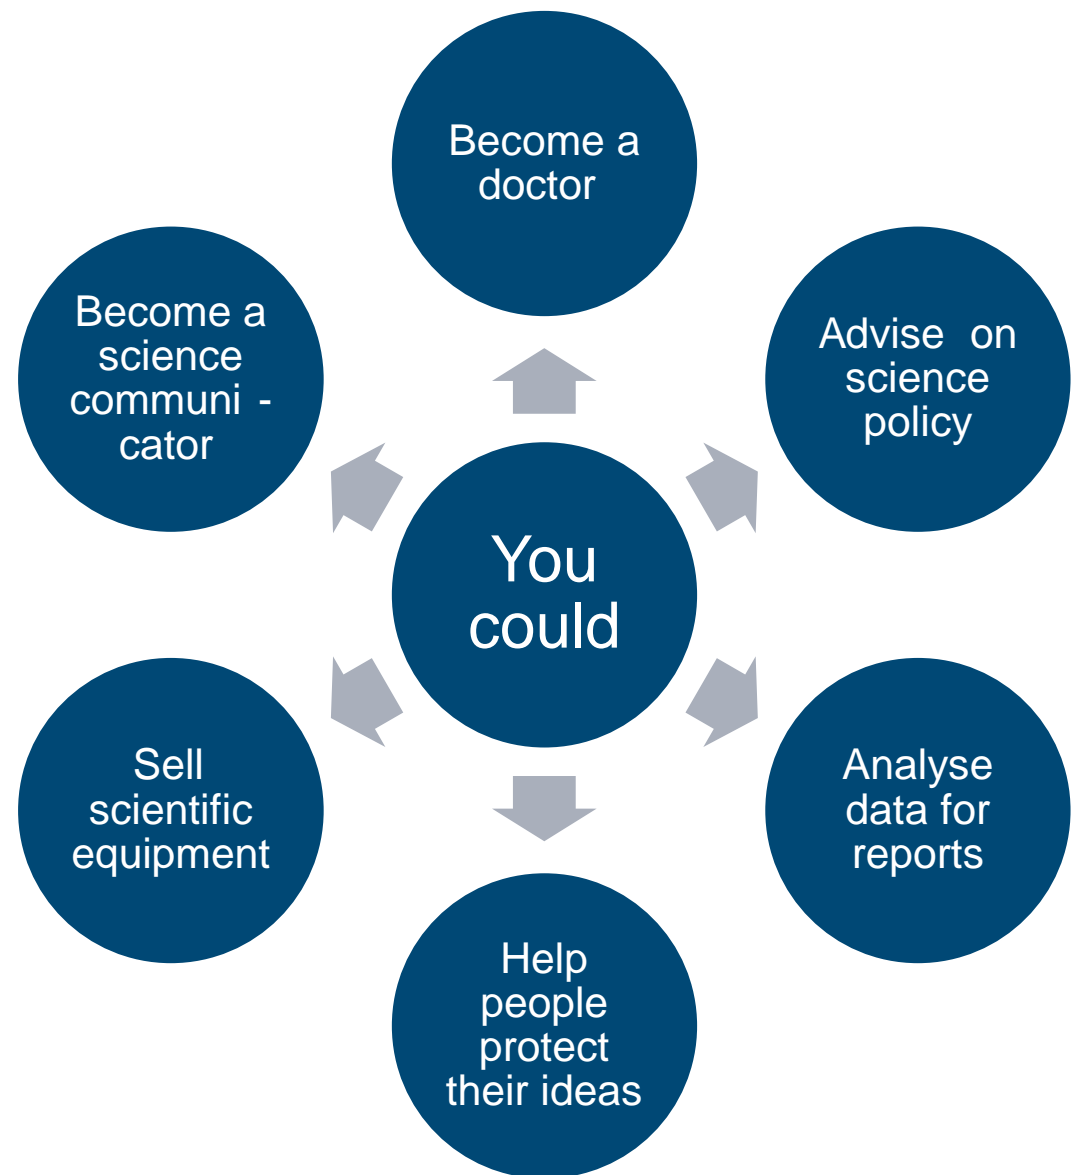 Become a
doctor
Advise on
science
policy
Analyse
data for
reports
Help
people
protect
their ideas
Sell
scientific
equipment
Become a
science
communi -
cator
You
could